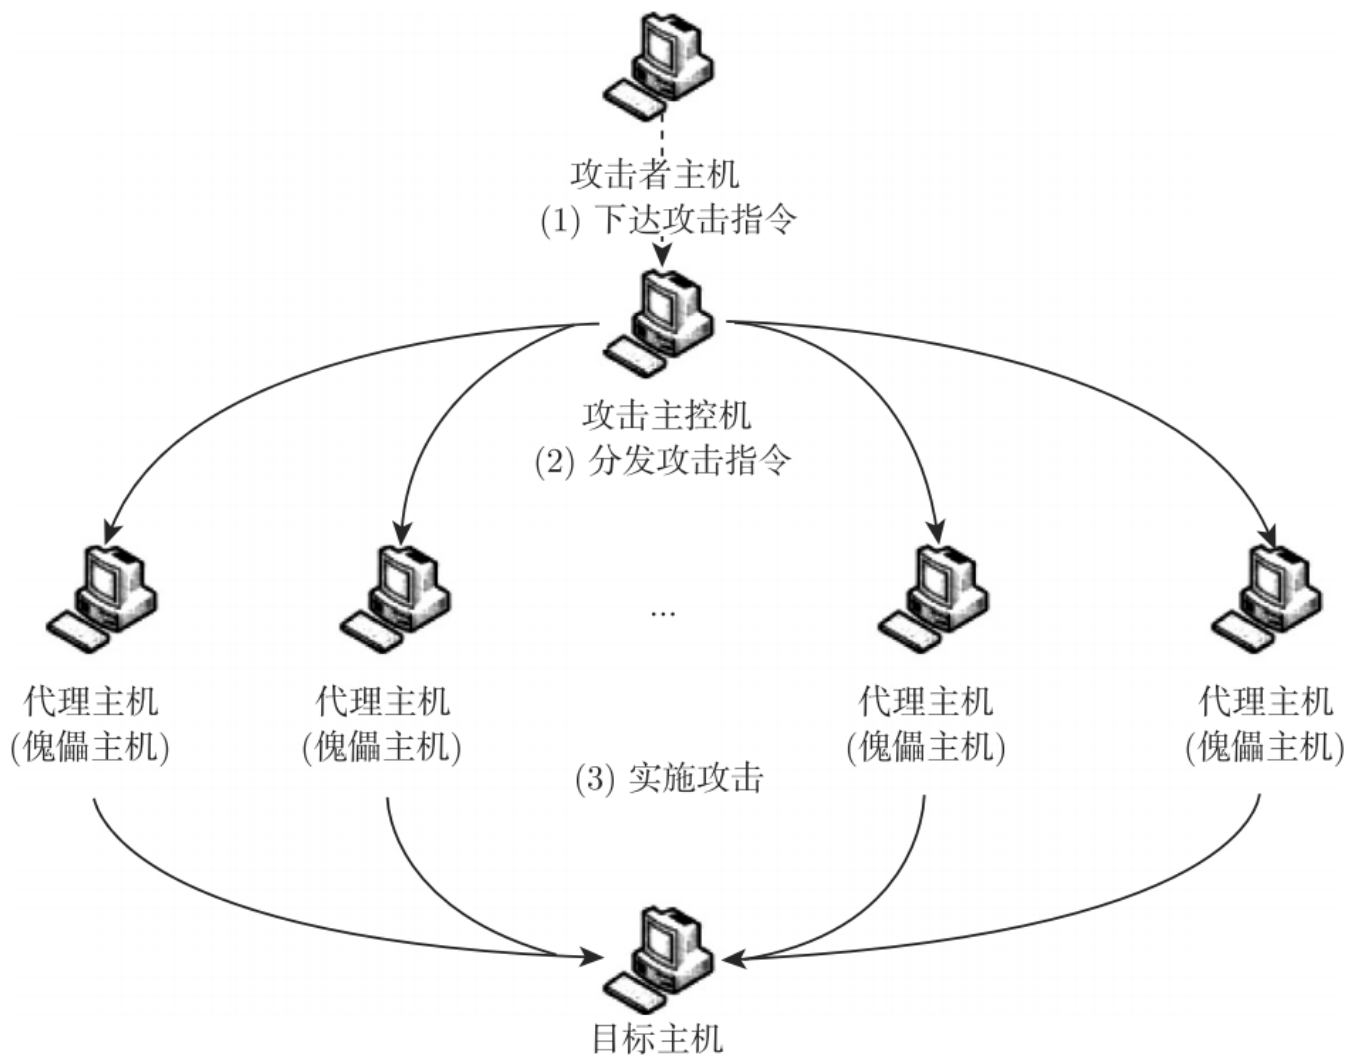 攻击者主机
(1) 下达攻击指令
攻击主控机
(2) 分发攻击指令
...
代理主机
(傀儡主机)
代理主机
(傀儡主机)
代理主机
(傀儡主机)
代理主机
(傀儡主机)
(3) 实施攻击
目标主机